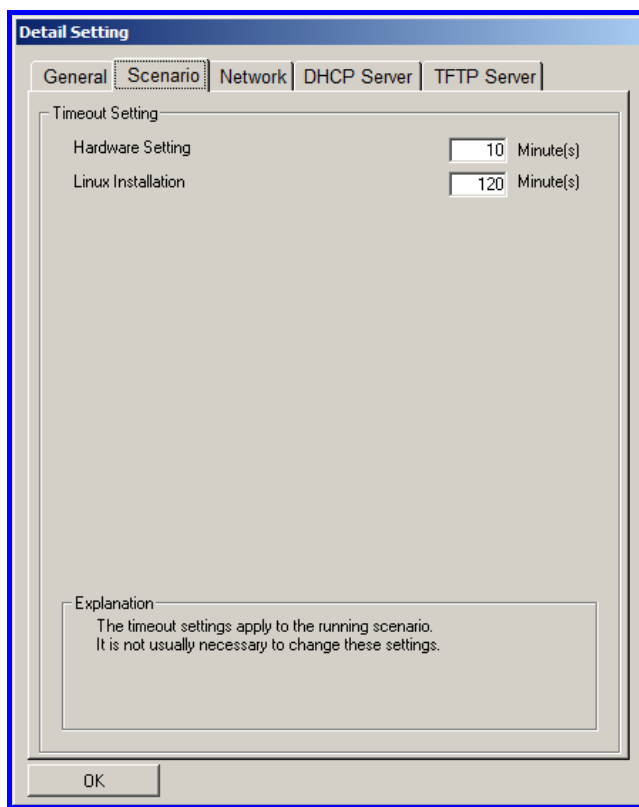 Detail Setting
General Scenario Network DHCP Server TFTP Server
Timeout Setting
Hardware Setting 10 Minute(s)
Linux Installation 120 Minute(s)
Explanation
The timeout settings apply to the running scenario.
It is not usually necessary to change these settings.
OK